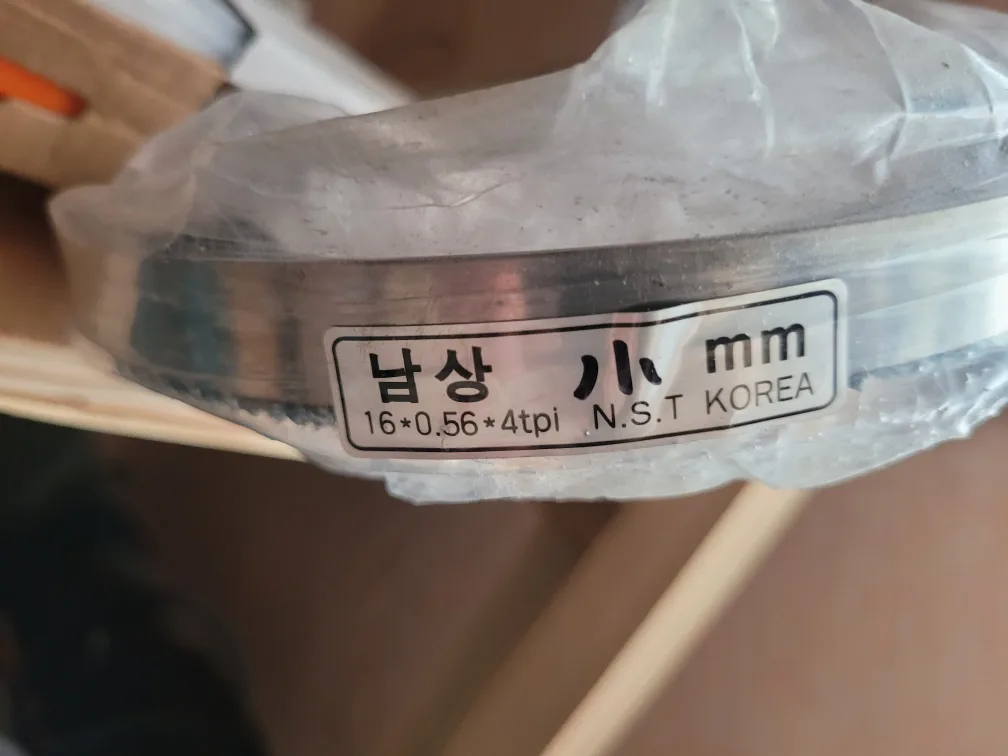 남상 小 mm
16*0.56*4tpi N.S.T KOREA